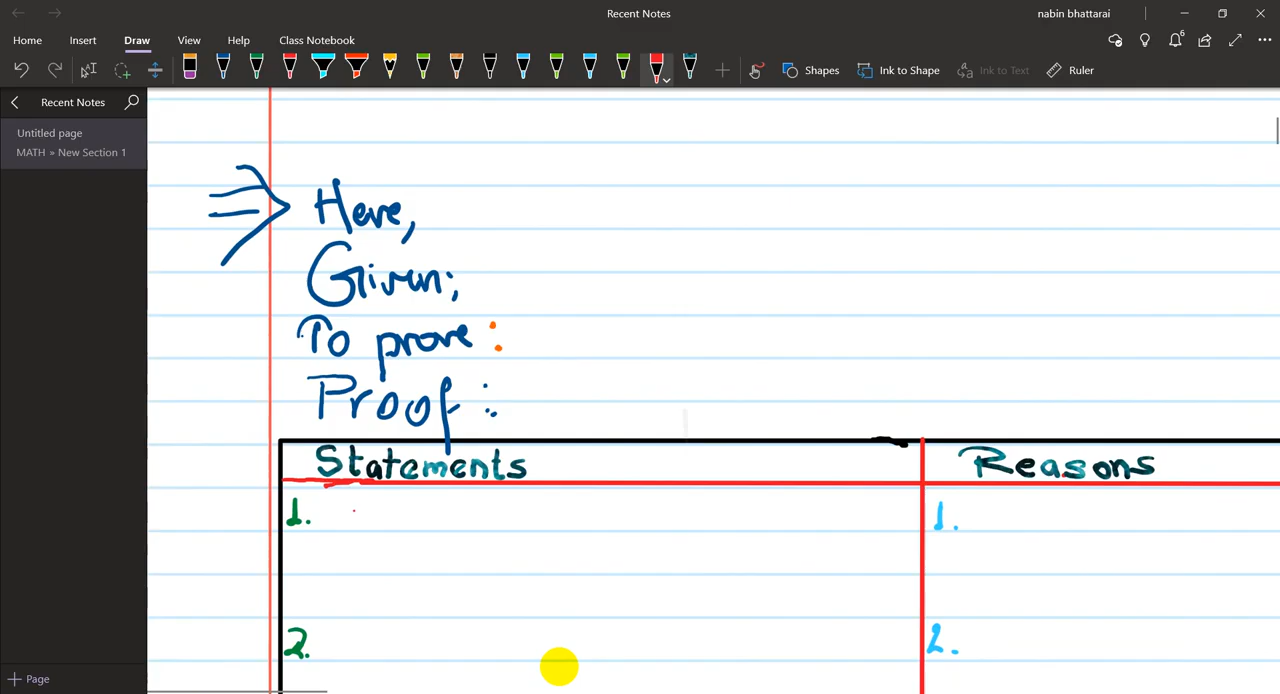 Recent Notes
nabin bhattarai
Home Insert Draw View Help Class Notebook
6
Shapes Ink to Shape Ink to Text Ruler
Recent Notes
Untitled page
MATH » New Section 1
Here,
Given:,
To prove :
Proof :
Statements Reasons
1. 1.
2. 2.
Page